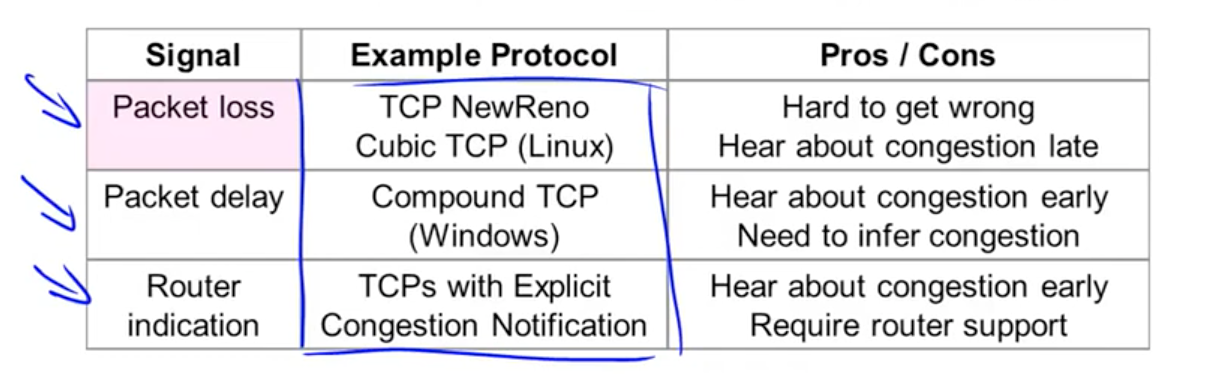 Signal Example Protocol Pros / Cons
Packet loss TCP NewReno Hard to get wrong
Cubic TCP (Linux) Hear about congestion late
Packet delay Compound TCP Hear about congestion early
(Windows) Need to infer congestion
Router TCPs with Explicit Hear about congestion early
indication Congestion Notification Require router support